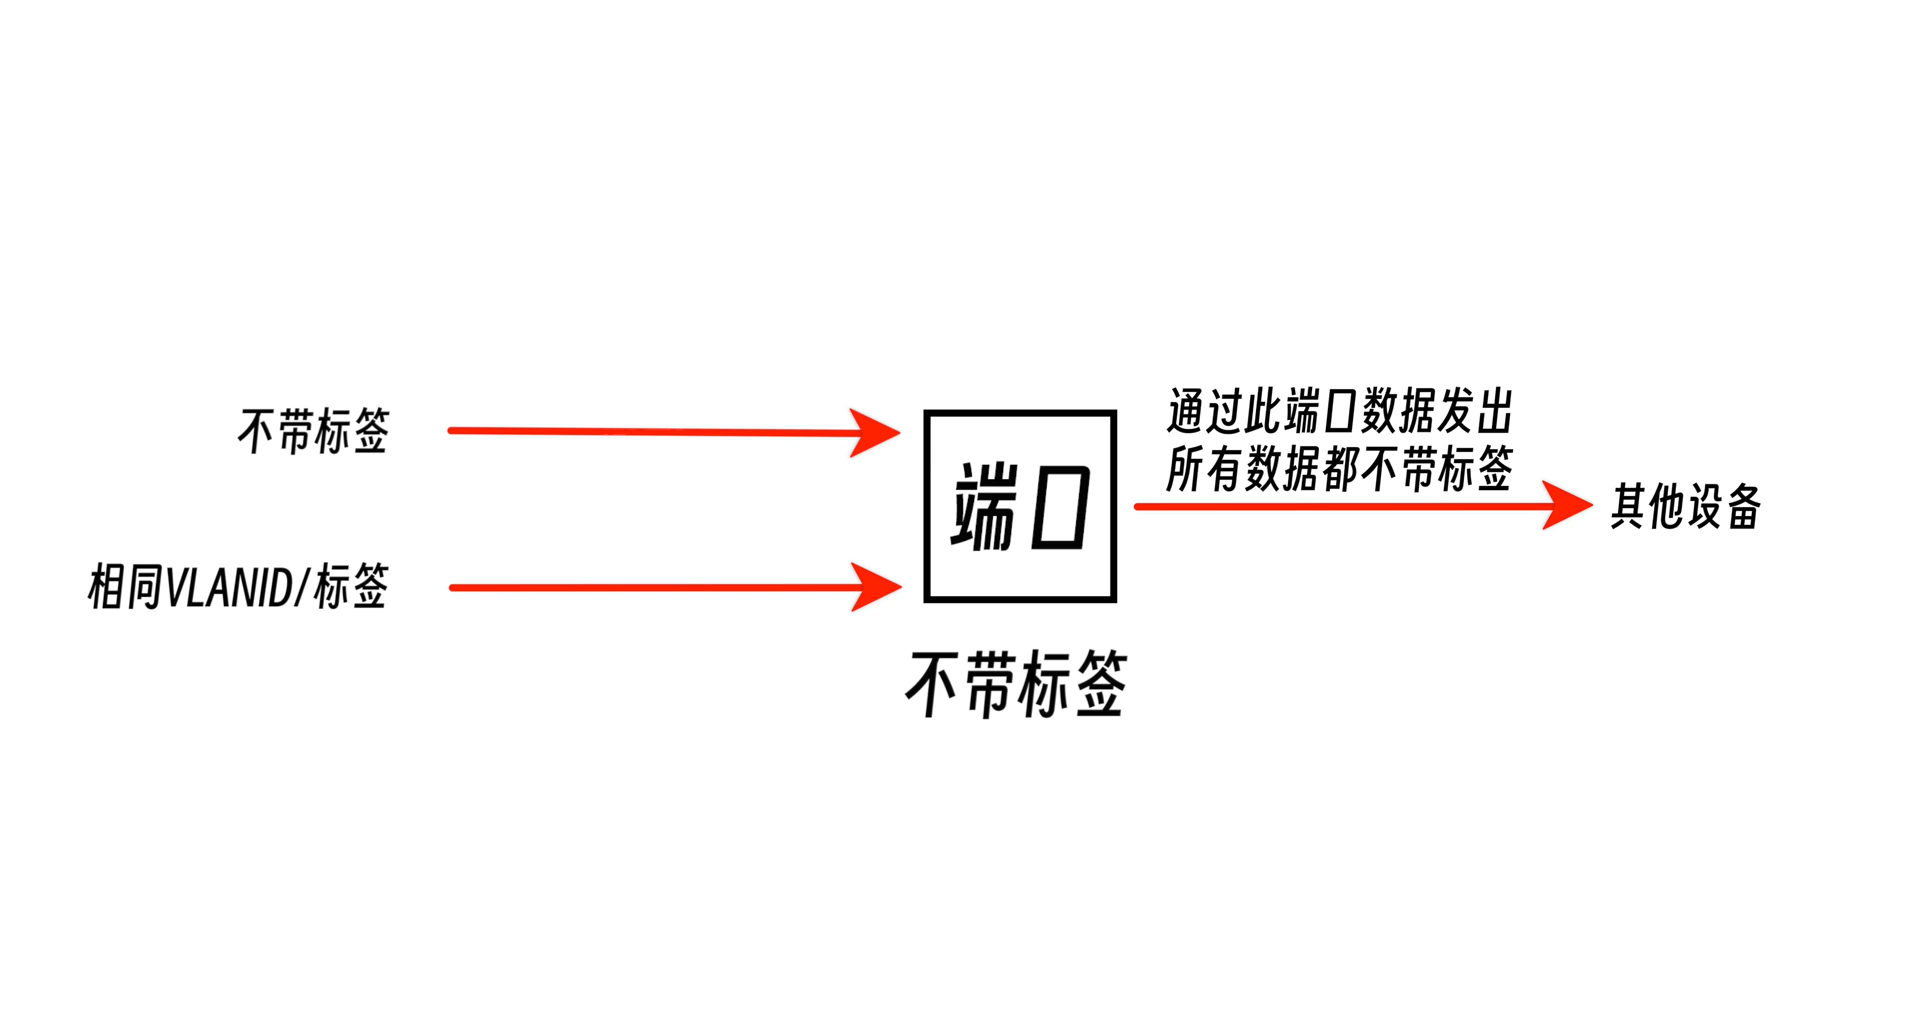 不带标签
相同VLANID/标签
端口
不带标签
通过此端口数据发出
所有数据都不带标签
其他设备